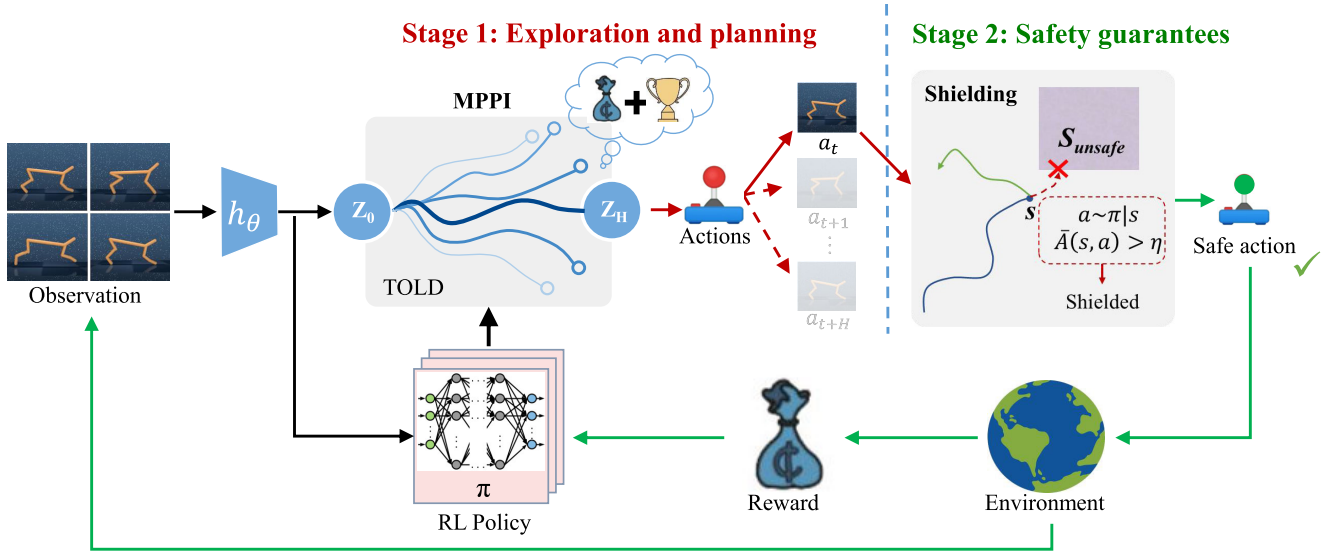 Stage 1: Exploration and planning
Stage 2: Safety guarantees
MPPI
Shielding
S_unsafe
a_t
h_θ
Z_0
Z_H
s
a~π|s
Ā(s, a) > η
Actions
a_{t+1}
⋮
Safe action
TOLD
Observation
Shielded
a_{t+H}
π
RL Policy
Reward
Environment